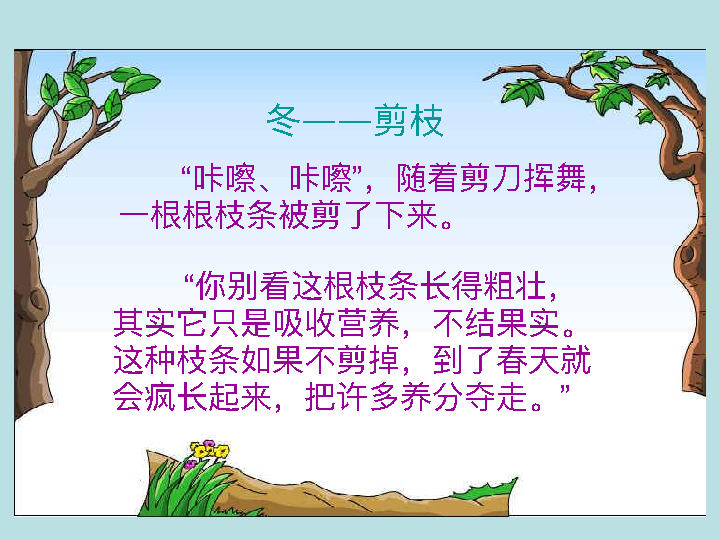 冬——剪枝
“咔嚓、咔嚓”，随着剪刀挥舞，
一根根枝条被剪了下来。
“你别看这根枝条长得粗壮，
其实它只是吸收营养，不结果实。
这种枝条如果不剪掉，到了春天就
会疯长起来，把许多养分夺走。”